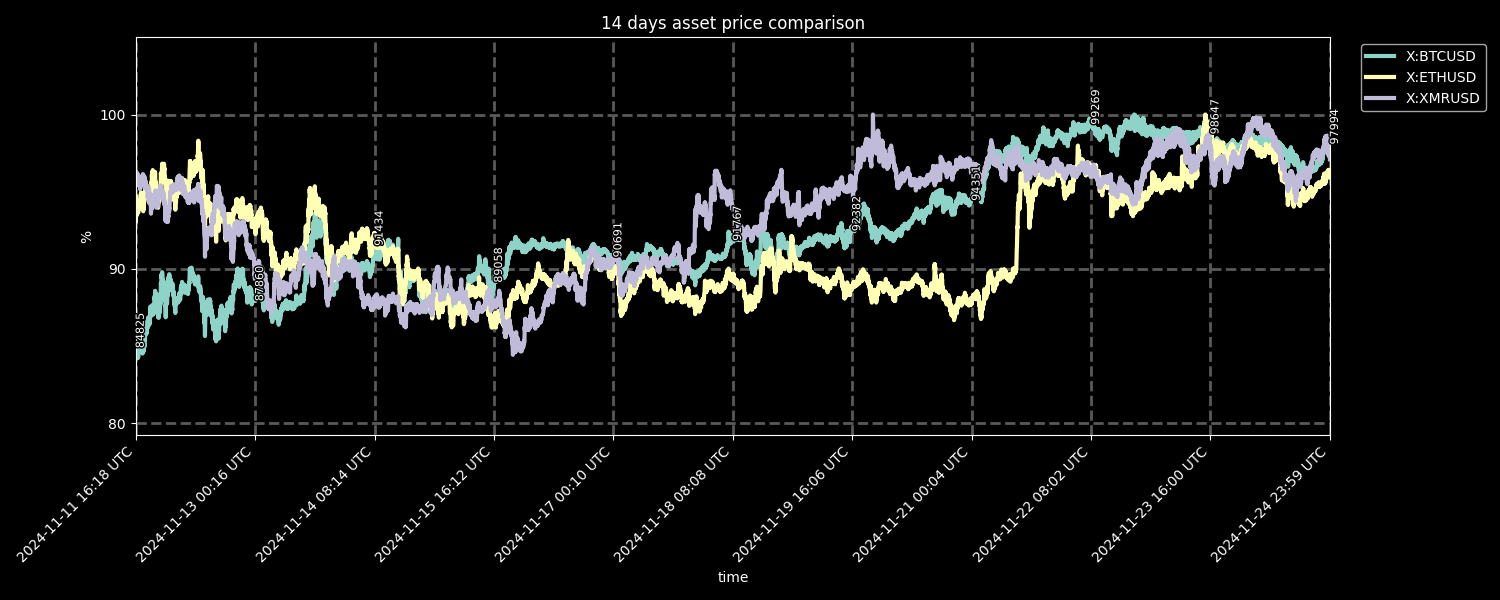 14 days asset price comparison
X:BTCUSD
X:ETHUSD
X:XMRUSD
100
90
80
%
84825
87860
91434
89058
90691
91767
92382
94351
99269
98647
97994
2024-11-11 16:18 UTC
2024-11-13 00:16 UTC
2024-11-14 08:14 UTC
2024-11-15 16:12 UTC
2024-11-17 00:10 UTC
2024-11-18 08:08 UTC
2024-11-19 16:06 UTC
2024-11-21 00:04 UTC
2024-11-22 08:02 UTC
2024-11-23 16:00 UTC
2024-11-24 23:59 UTC
time